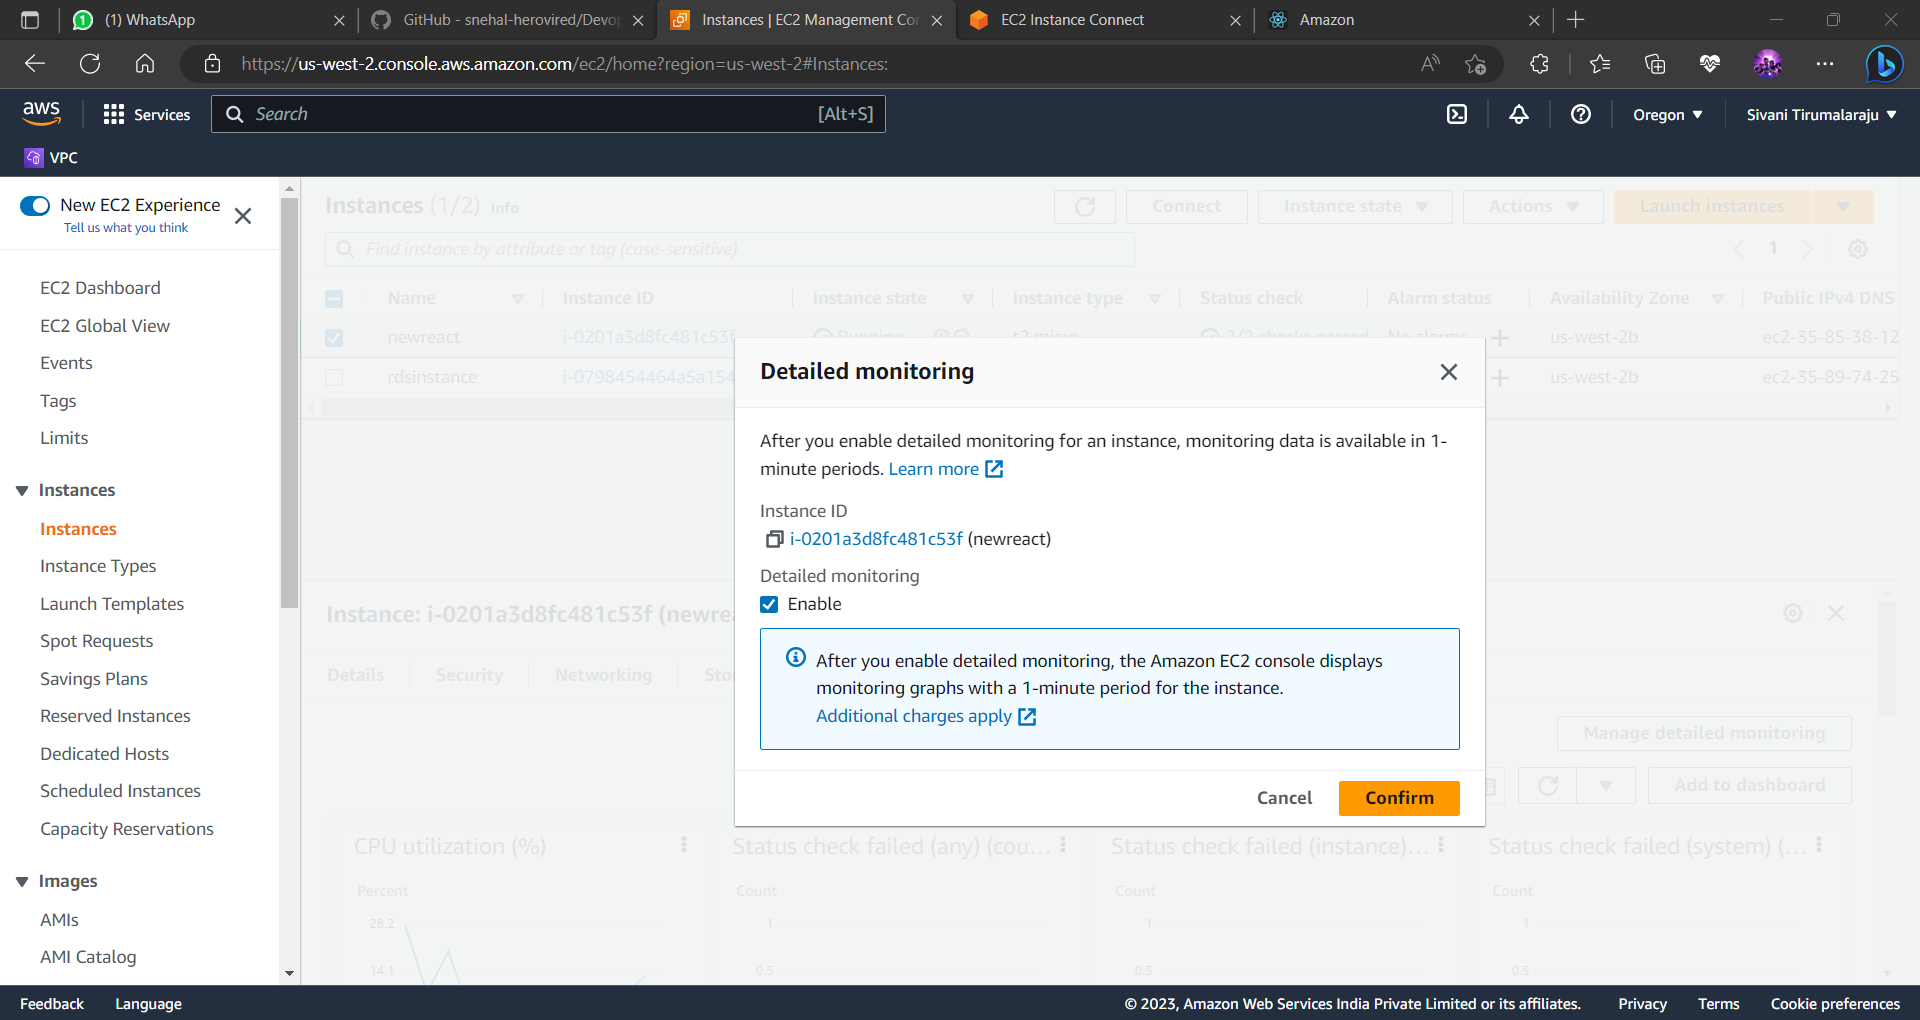 (1) WhatsApp
GitHub - snehal-herovired/Devop
Instances | EC2 Management Con
EC2 Instance Connect
Amazon
https://us-west-2.console.aws.amazon.com/ec2/home?region=us-west-2#Instances:
aws
Services
Search
[Alt+S]
Oregon
Sivani Tirumalaraju
VPC
New EC2 Experience
Tell us what you think
EC2 Dashboard
EC2 Global View
Events
Tags
Limits
Instances
Instances
Instance Types
Launch Templates
Spot Requests
Savings Plans
Reserved Instances
Dedicated Hosts
Scheduled Instances
Capacity Reservations
Images
AMIs
AMI Catalog
Instances (1/2) Info
Connect
Instance state
Actions
Launch instances
Find instance by attribute or tag (case-sensitive)
1
Name Instance ID Instance state Instance type Status check Alarm status Availability Zone Public IPv4 DNS
newreact i-0201a3d8fc481c53f Running t2.micro 2/2 checks passed No alarms us-west-2b ec2-35-85-38-12
rdsinstance i-0798454464a5a154 us-west-2b ec2-35-89-74-25
Detailed monitoring
After you enable detailed monitoring for an instance, monitoring data is available in 1-
minute periods. Learn more
Instance ID
i-0201a3d8fc481c53f (newreact)
Detailed monitoring
Enable
After you enable detailed monitoring, the Amazon EC2 console displays
monitoring graphs with a 1-minute period for the instance.
Additional charges apply
Cancel
Confirm
Instance: i-0201a3d8fc481c53f (newrea
Details Security Networking Sto
Manage detailed monitoring
Add to dashboard
CPU utilization (%)
Percent
28.2
14.1
Status check failed (any) (cou...
Count
1
0.5
Status check failed (instance)...
Count
1
0.5
Status check failed (system) (...
Count
1
0.5
Feedback
Language
© 2023, Amazon Web Services India Private Limited or its affiliates.
Privacy
Terms
Cookie preferences